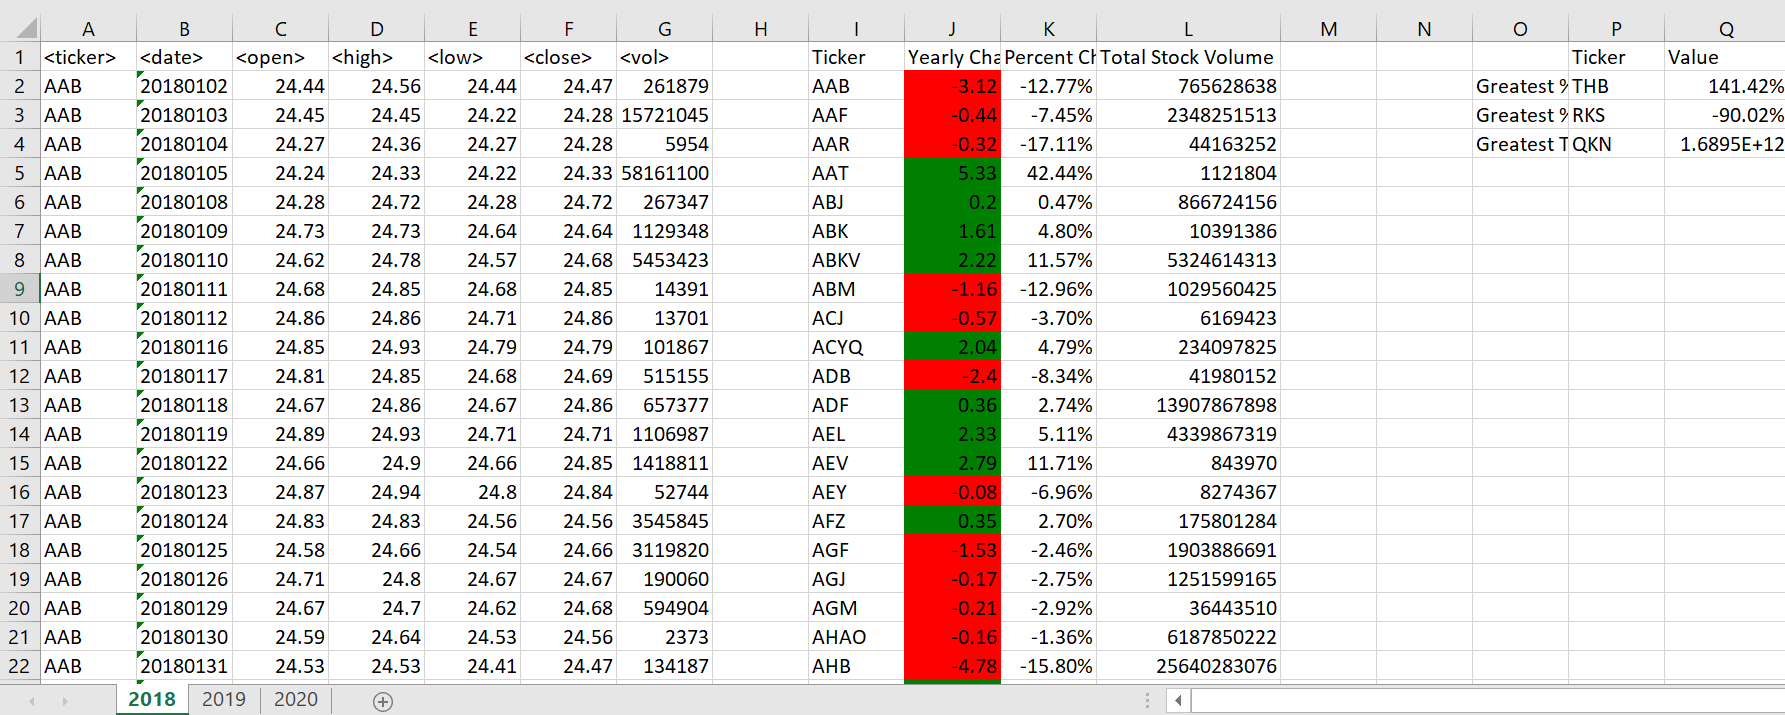 A B C D E F G H I J K L M N O P Q
1 <ticker> <date> <open> <high> <low> <close> <vol> Ticker Yearly Cha Percent Ch Total Stock Volume Ticker Value
2 AAB 20180102 24.44 24.56 24.44 24.47 261879 AAB -3.12 -12.77% 765628638 Greatest % THB 141.42%
3 AAB 20180103 24.45 24.45 24.22 24.28 15721045 AAF -0.44 -7.45% 2348251513 Greatest % RKS -90.02%
4 AAB 20180104 24.27 24.36 24.27 24.28 5954 AAR -0.32 -17.11% 44163252 Greatest T QKN 1.6895E+12
5 AAB 20180105 24.24 24.33 24.22 24.33 58161100 AAT 5.33 42.44% 1121804
6 AAB 20180108 24.28 24.72 24.28 24.72 267347 ABJ 0.2 0.47% 866724156
7 AAB 20180109 24.73 24.73 24.64 24.64 1129348 ABK 1.61 4.80% 10391386
8 AAB 20180110 24.62 24.78 24.57 24.68 5453423 ABKV 2.22 11.57% 5324614313
9 AAB 20180111 24.68 24.85 24.68 24.85 14391 ABM -1.16 -12.96% 1029560425
10 AAB 20180112 24.86 24.86 24.71 24.86 13701 ACJ -0.57 -3.70% 6169423
11 AAB 20180116 24.85 24.93 24.79 24.79 101867 ACYQ 2.04 4.79% 234097825
12 AAB 20180117 24.81 24.85 24.68 24.69 515155 ADB -2.4 -8.34% 41980152
13 AAB 20180118 24.67 24.86 24.67 24.86 657377 ADF 0.36 2.74% 13907867898
14 AAB 20180119 24.89 24.93 24.71 24.71 1106987 AEL 2.33 5.11% 4339867319
15 AAB 20180122 24.66 24.9 24.66 24.85 1418811 AEV 2.79 11.71% 843970
16 AAB 20180123 24.87 24.94 24.8 24.84 52744 AEY -0.08 -6.96% 8274367
17 AAB 20180124 24.83 24.83 24.56 24.56 3545845 AFZ 0.35 2.70% 175801284
18 AAB 20180125 24.58 24.66 24.54 24.66 3119820 AGF -1.53 -2.46% 1903886691
19 AAB 20180126 24.71 24.8 24.67 24.67 190060 AGJ -0.17 -2.75% 1251599165
20 AAB 20180129 24.67 24.7 24.62 24.68 594904 AGM -0.21 -2.92% 36443510
21 AAB 20180130 24.59 24.64 24.53 24.56 2373 AHAO -0.16 -1.36% 6187850222
22 AAB 20180131 24.53 24.53 24.41 24.47 134187 AHB -4.78 -15.80% 25640283076
2018 2019 2020